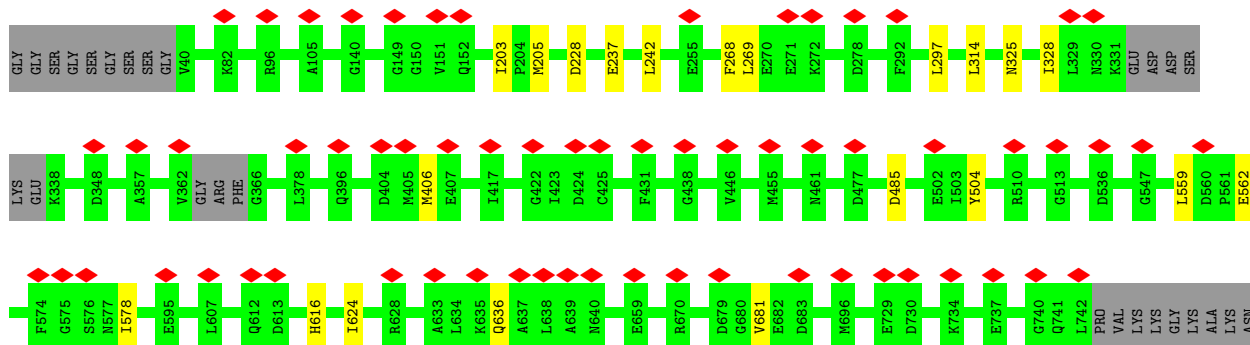 GLY GLY SER GLY SER GLY SER SER GLY V40 K82 R96 A105 G140 G149 G150 V151 Q152 I203 P204 M205 D228 E237 L242 E255 F268 L269 E270 E271 K272 D278 F292 L297 L314 N325 I328 L329 N330 K331 GLU ASP ASP SER
LYS GLU K338 D348 A357 V362 GLY ARG PHE G366 L378 Q396 D404 M405 M406 E407 I417 G422 I423 D424 C425 F431 G438 V446 M455 N461 D477 D485 E502 I503 Y504 R510 G513 D536 G547 L559 D560 P561 E562
F574 G575 S576 N577 I578 E595 L607 Q612 D613 H616 I624 R628 A633 L634 K635 Q636 A637 L638 A639 N640 E659 R670 D679 G680 V681 E682 D683 M696 E729 D730 K734 E737 G740 Q741 L742 PRO VAL LYS LYS GLY LYS ALA LYS ASN